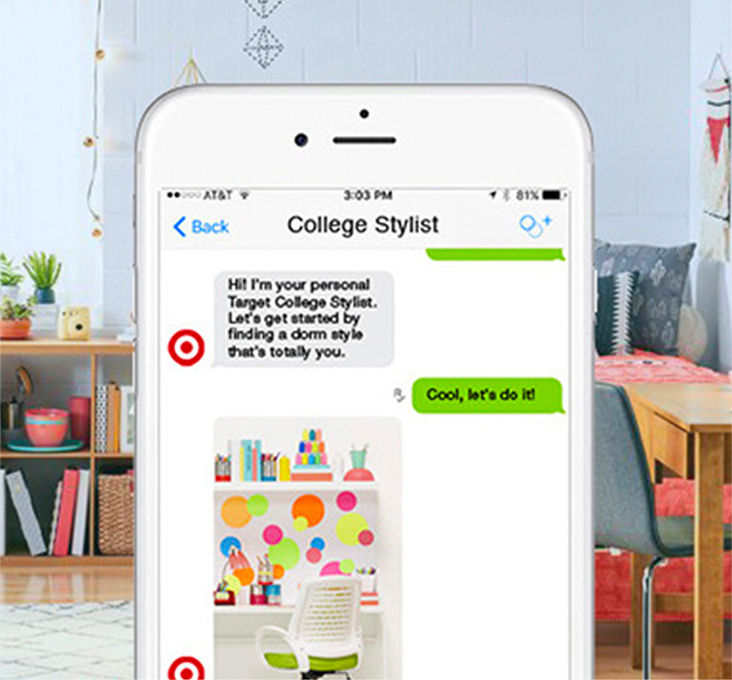 AT&T 3:03 PM 81%
Back College Stylist
Hi! I'm your personal
Target College Stylist.
Let's get started by
finding a dorm style
that's totally you.
Cool, let's do it!